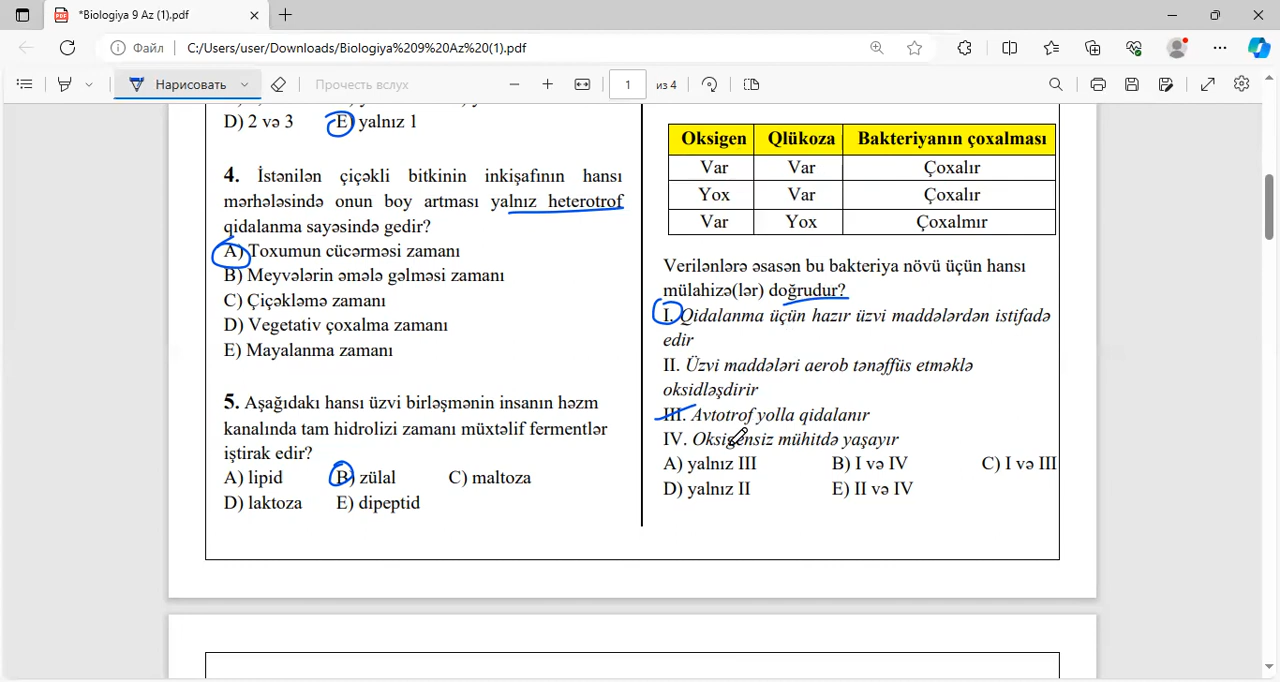 *Biologiya 9 Az (1).pdf
Файл
C:/Users/user/Downloads/Biologiya%209%20Az%20(1).pdf
Нарисовать
Прочесть вслух
1
из 4
D) 2 və 3 E) yalnız 1
4. İstənilən çiçəkli bitkinin inkişafının hansı
mərhələsində onun boy artması yalnız heterotrof
qidalanma sayəsində gedir?
A) Toxumun cücərməsi zamanı
B) Meyvələrin əmələ gəlməsi zamanı
C) Çiçəkləmə zamanı
D) Vegetativ çoxalma zamanı
E) Mayalanma zamanı
5. Aşağıdakı hansı üzvi birləşmənin insanın həzm
kanalında tam hidrolizi zamanı müxtəlif fermentlər
iştirak edir?
A) lipid B) zülal C) maltoza
D) laktoza E) dipeptid
Oksigen Qlükoza Bakteriyanın çoxalması
Var Var Çoxalır
Yox Var Çoxalır
Var Yox Çoxalmır
Verilənlərə əsasən bu bakteriya növü üçün hansı
mülahizə(lər) doğrudur?
I. Qidalanma üçün hazır üzvi maddələrdən istifadə
edir
II. Üzvi maddələri aerob tənəffüs etməklə
oksidləşdirir
III. Avtotrof yolla qidalanır
IV. Oksigensiz mühitdə yaşayır
A) yalnız III B) I və IV C) I və III
D) yalnız II E) II və IV